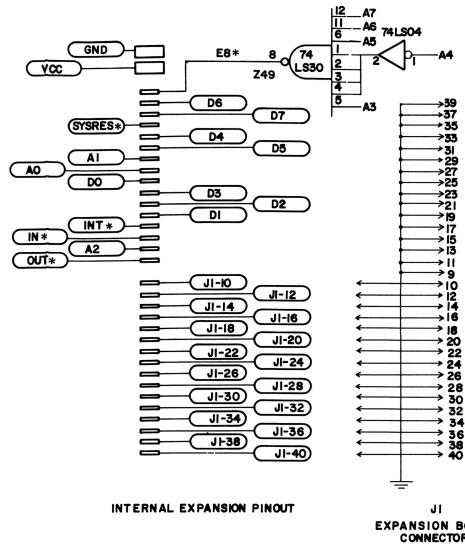 12 A7
11 A6
74LS04
6 A5
GND
E8* 8
74
LS30
1
2 1 A4
VCC
Z49
2
3
4
5 A3
D6
D7
SYSRES*
D4
D5
A1
A0
D0
D3
D2
D1
INT*
IN*
A2
OUT*
39
37
35
33
31
29
27
25
23
21
19
17
15
13
11
9
J1-10
10
J1-12
12
J1-14
14
J1-16
16
J1-18
18
J1-20
20
J1-22
22
J1-24
24
J1-26
26
J1-28
28
J1-30
30
J1-32
32
J1-34
34
J1-36
36
J1-38
38
J1-40
40
INTERNAL EXPANSION PINOUT
J1
EXPANSION
CONNECTOR